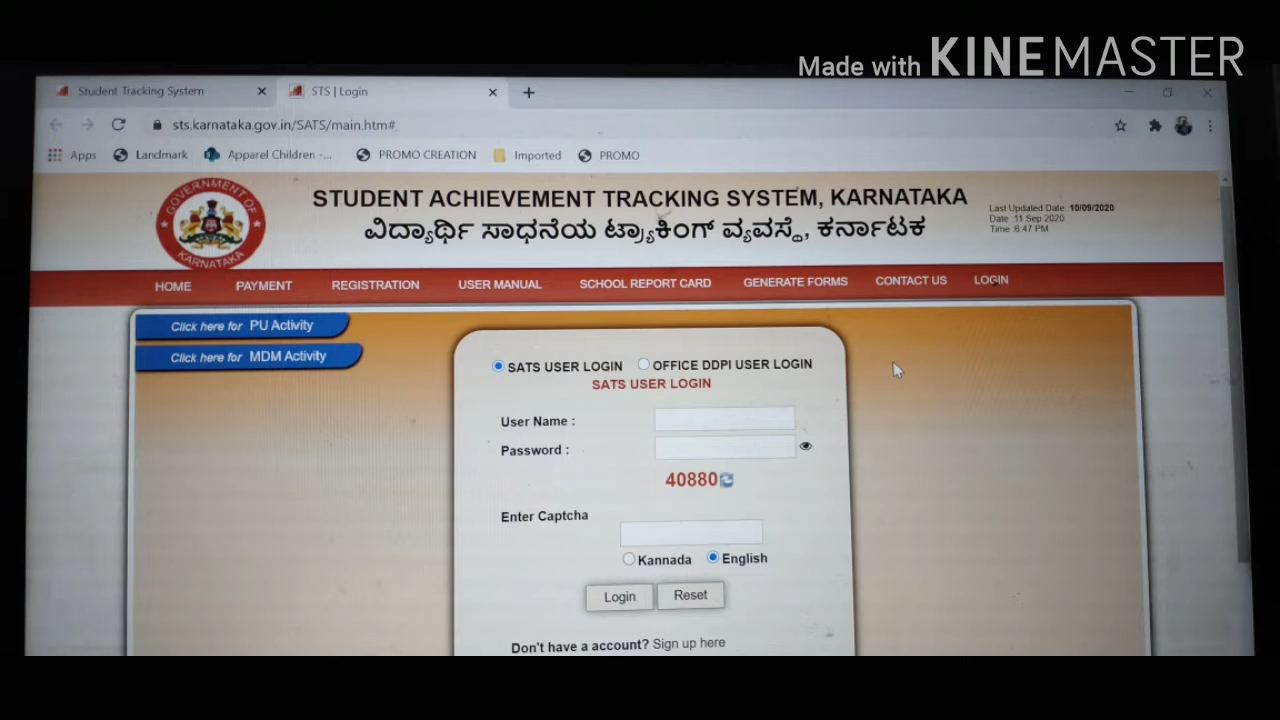 Made with KINEMASTER
Student Tracking System
STS | Login
sts.karnataka.gov.in/SATS/main.htm#
Apps Landmark Apparel Children -... PROMO CREATION Imported PROMO
GOVERNMENT OF
KARNATAKA
STUDENT ACHIEVEMENT TRACKING SYSTEM, KARNATAKA
ವಿದ್ಯಾರ್ಥಿ ಸಾಧನೆಯ ಟ್ರ್ಯಾಕಿಂಗ್ ವ್ಯವಸ್ಥೆ, ಕರ್ನಾಟಕ
Last Updated Date :10/09/2020
Date :11 Sep 2020
Time :6:47 PM
HOME PAYMENT REGISTRATION USER MANUAL SCHOOL REPORT CARD GENERATE FORMS CONTACT US LOGIN
Click here for PU Activity
Click here for MDM Activity
SATS USER LOGIN OFFICE DDPI USER LOGIN
SATS USER LOGIN
User Name :
Password :
40880
Enter Captcha
Kannada English
Login Reset
Don't have a account? Sign up here